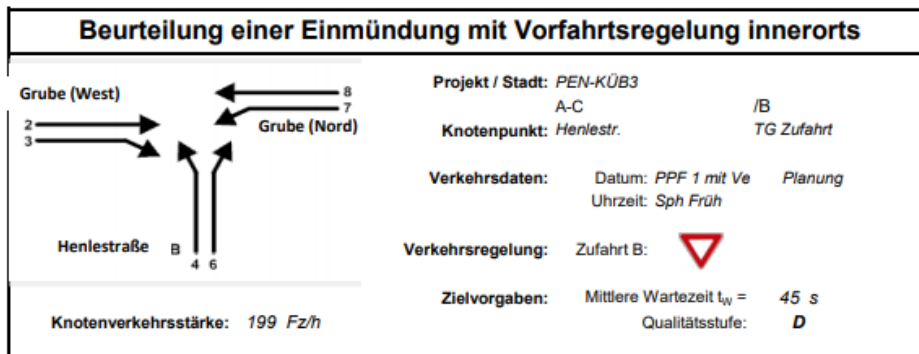 Beurteilung einer Einmündung mit Vorfahrtsregelung innerorts
Grube (West)
8
7
Grube (Nord)
2
3
Henlestraße B
4 6
Knotenverkehrsstärke: 199 Fz/h
Projekt / Stadt: PEN-KÜB3
A-C /B
Knotenpunkt: Henlestr. TG Zufahrt
Verkehrsdaten: Datum: PPF 1 mit Ve Planung
Uhrzeit: Sph Früh
Verkehrsregelung: Zufahrt B:
Zielvorgaben: Mittlere Wartezeit tW = 45 s
Qualitätsstufe: D